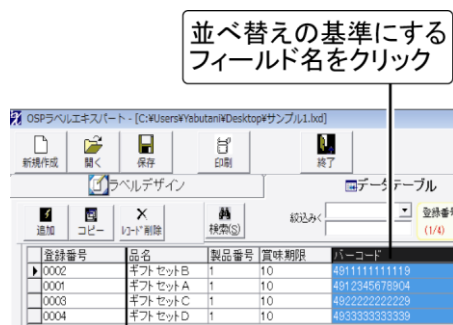 並べ替えの基準にする
フィールド名をクリック
OSPラベルエキスパート - [C:¥Users¥Yabutani¥Desktop¥サンプル1.lxd]
新規作成 開く 保存 印刷 終了
ラベルデザイン データテーブル
追加 コピー ﾚｺｰﾄﾞ削除 検索(S) 絞込みく 登録番号
(1/4)
登録番号 品名 製品番号 賞味期限 バーコード
0002 ギフトセットB 1 10 4911111111119
0001 ギフトセットA 1 10 4912345678904
0003 ギフトセットC 1 10 4922222222229
0004 ギフトセットD 1 10 4933333333339